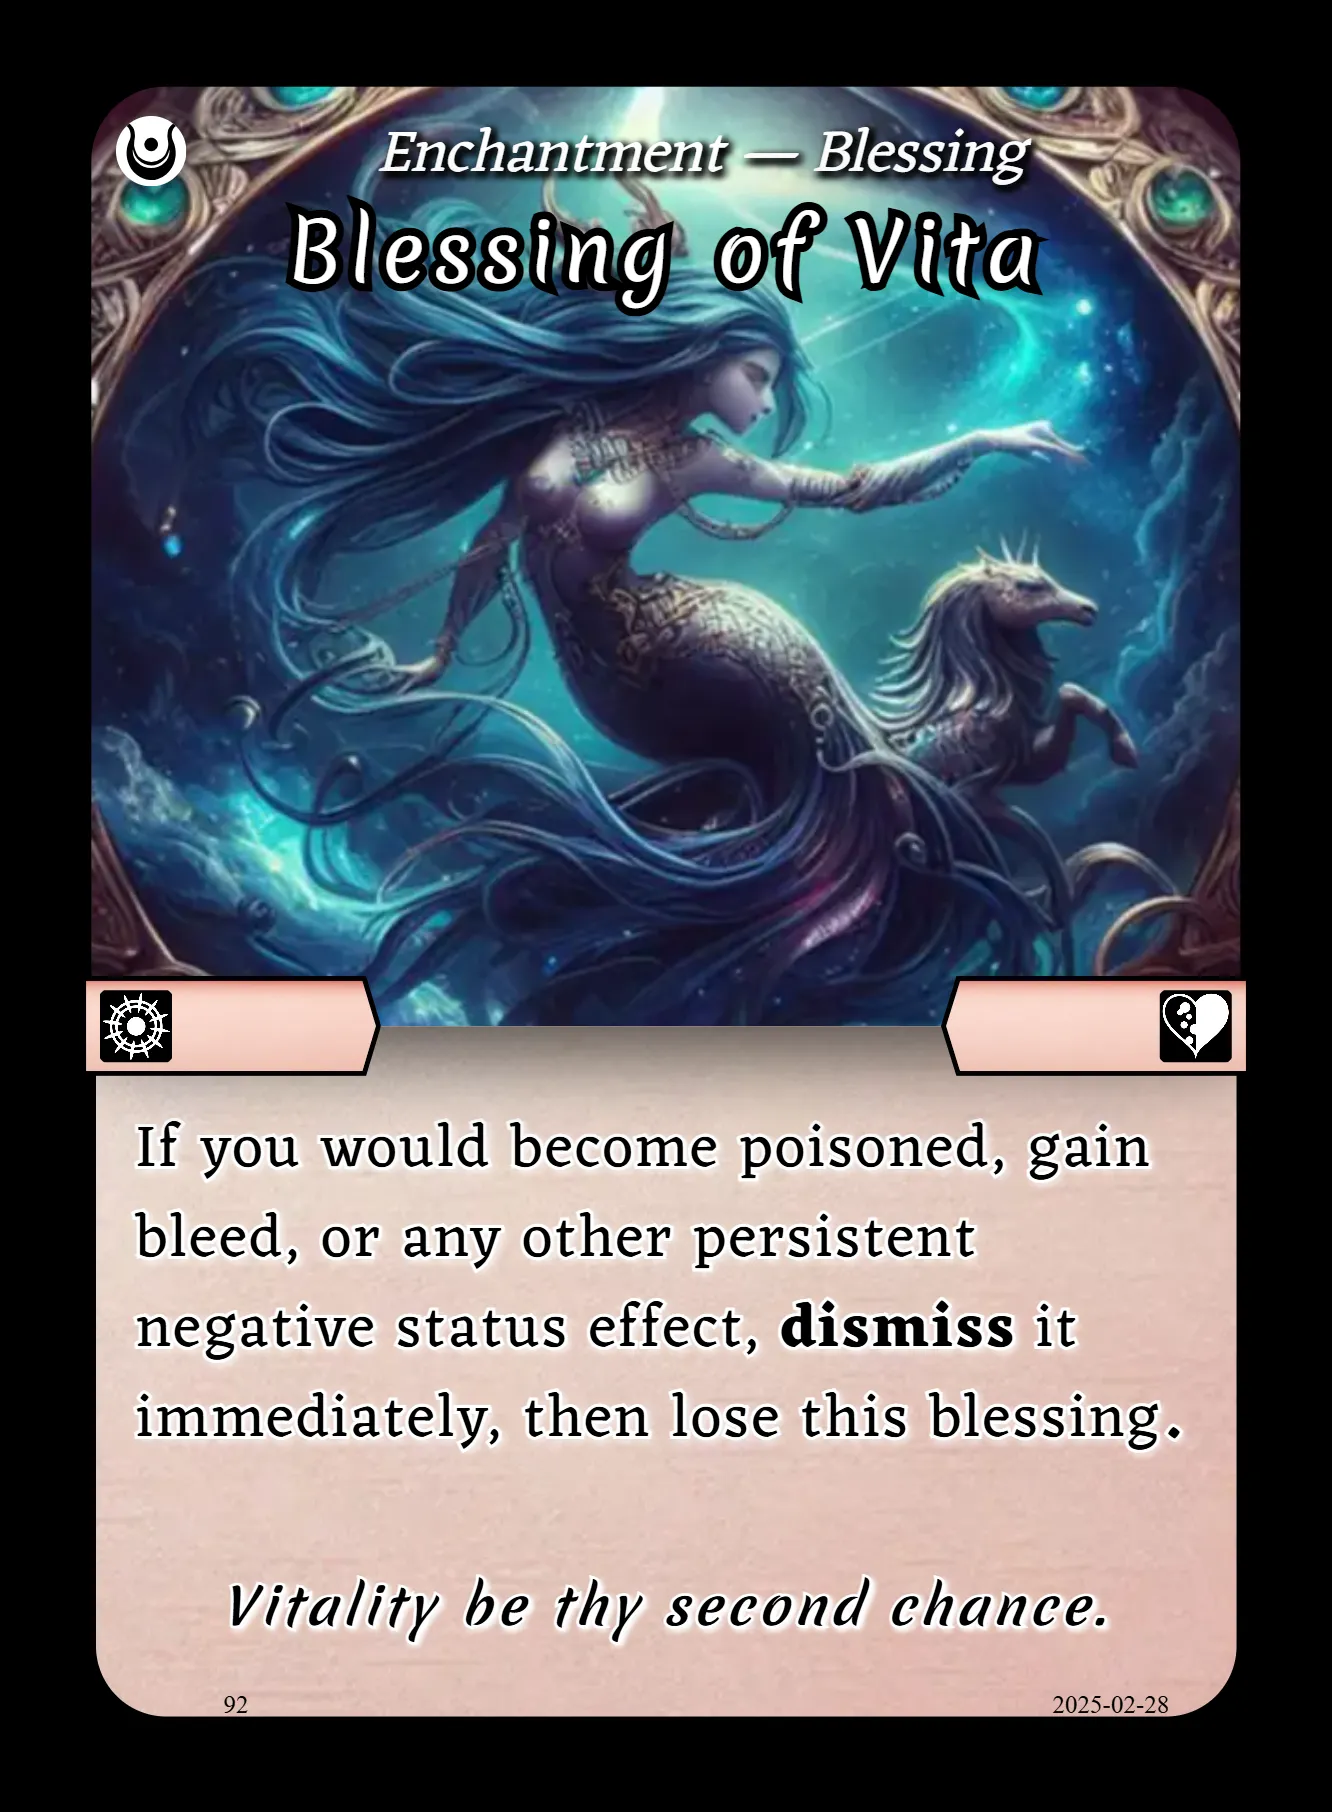 Enchantment — Blessing
Blessing of Vita
If you would become poisoned, gain
bleed, or any other persistent
negative status effect, dismiss it
immediately, then lose this blessing.
Vitality be thy second chance.
92
2025-02-28